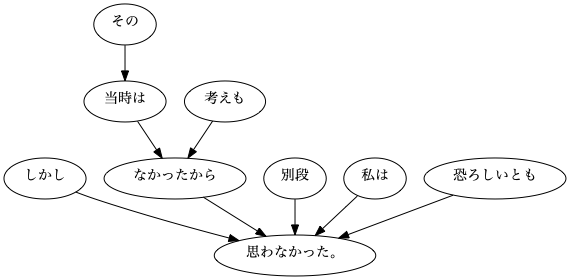 その
当時は
考えも
しかし
なかったから
別段
私は
恐ろしいとも
思わなかった。